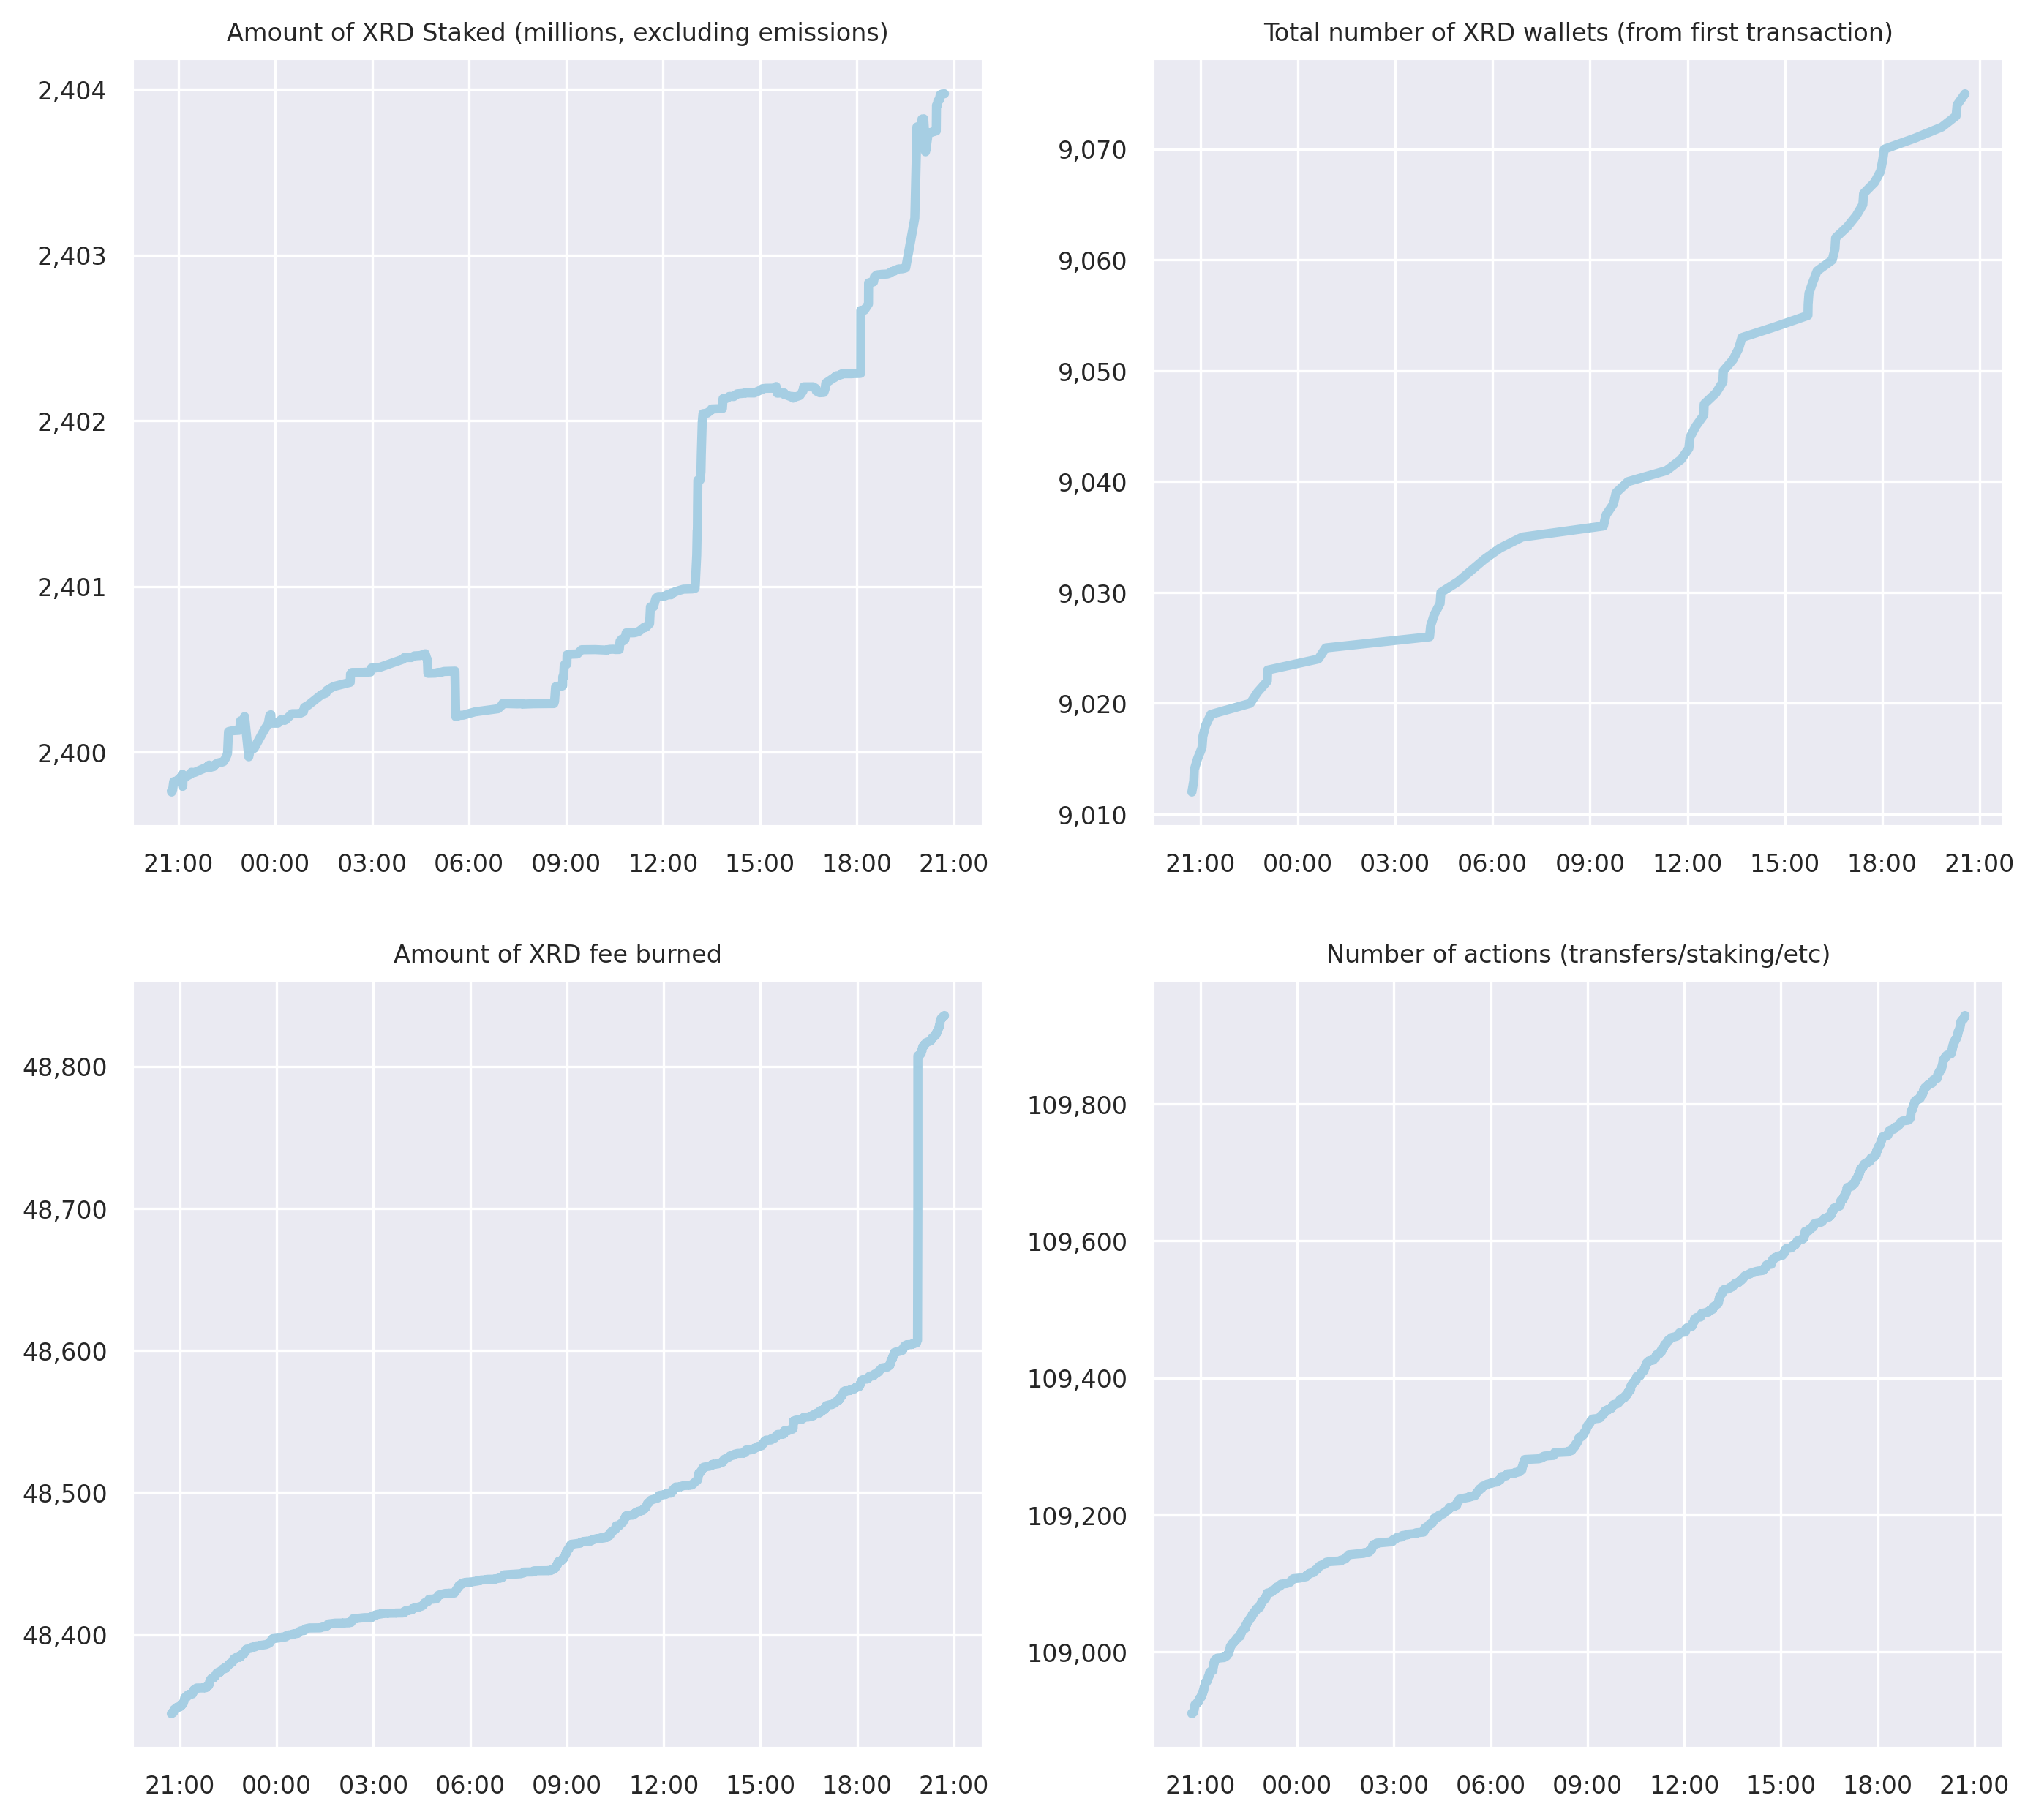 Amount of XRD Staked (millions, excluding emissions)
2,404
2,403
2,402
2,401
2,400
21:00 00:00 03:00 06:00 09:00 12:00 15:00 18:00 21:00
Total number of XRD wallets (from first transaction)
9,070
9,060
9,050
9,040
9,030
9,020
9,010
21:00 00:00 03:00 06:00 09:00 12:00 15:00 18:00 21:00
Amount of XRD fee burned
48,800
48,700
48,600
48,500
48,400
21:00 00:00 03:00 06:00 09:00 12:00 15:00 18:00 21:00
Number of actions (transfers/staking/etc)
109,800
109,600
109,400
109,200
109,000
21:00 00:00 03:00 06:00 09:00 12:00 15:00 18:00 21:00